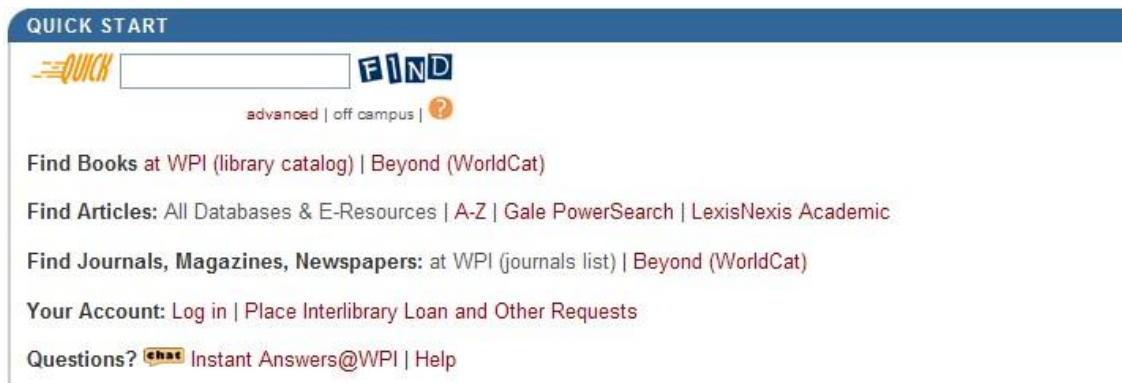 QUICK START
QUICK FIND
advanced | off campus | ?
Find Books at WPI (library catalog) | Beyond (WorldCat)
Find Articles: All Databases & E-Resources | A-Z | Gale PowerSearch | LexisNexis Academic
Find Journals, Magazines, Newspapers: at WPI (journals list) | Beyond (WorldCat)
Your Account: Log in | Place Interlibrary Loan and Other Requests
Questions? chat Instant Answers@WPI | Help